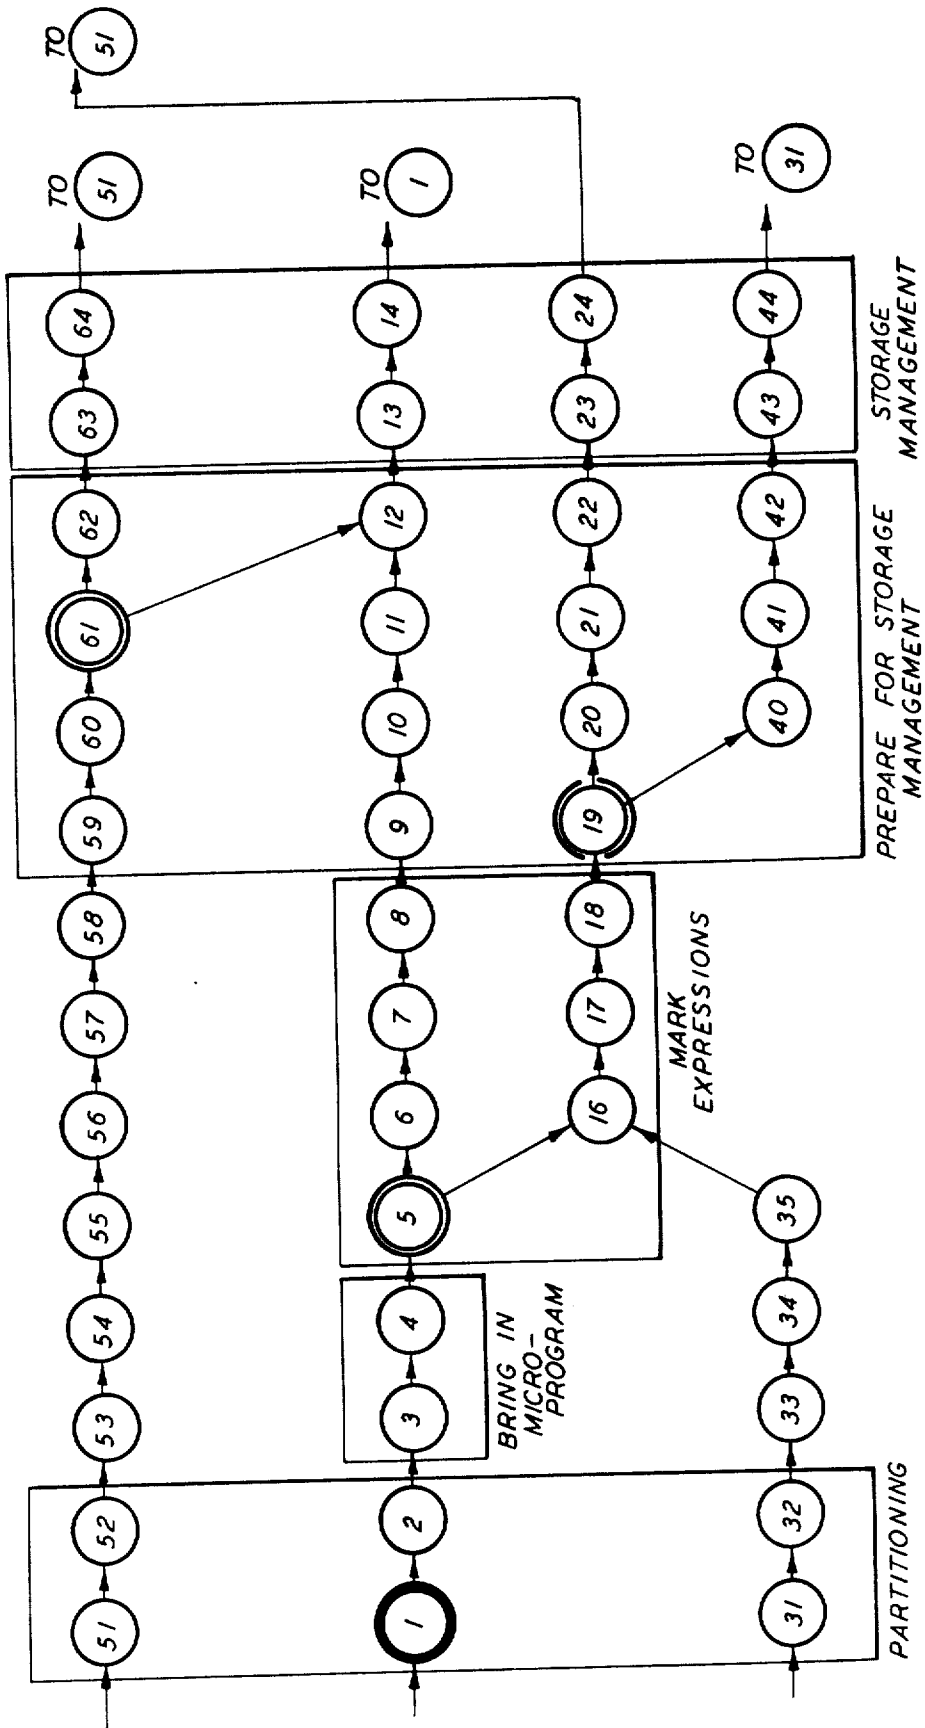 TO
51 52 53 54 55 56 57 58 59 60 61 62 63 64 51
TO
51
TO
1 2 3 4 5 6 7 8 9 10 11 12 13 14 1
16 17 18 19 20 21 22 23 24
TO
31 32 33 34 35 40 41 42 43 44 31
BRING IN
MICRO-
PROGRAM
MARK
EXPRESSIONS
PARTITIONING
PREPARE FOR STORAGE
MANAGEMENT
STORAGE
MANAGEMENT